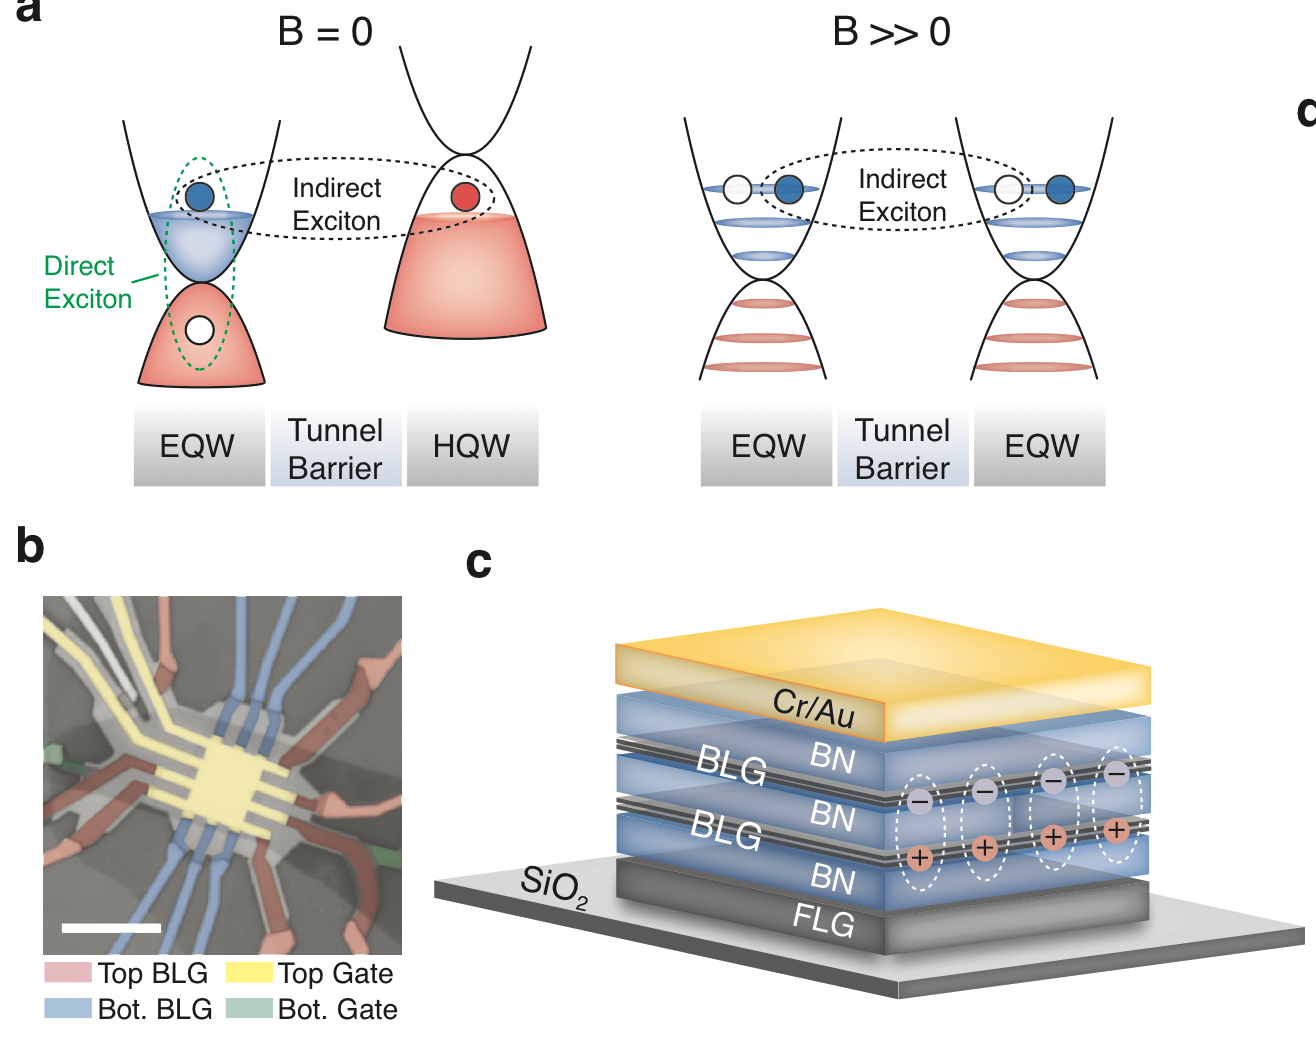 a
B = 0
B >> 0
d
Indirect
Exciton
Direct
Exciton
Indirect
Exciton
EQW
Tunnel
Barrier
HQW
EQW
Tunnel
Barrier
EQW
b
c
Cr/Au
BN
BLG
BN
BLG
BN
FLG
SiO₂
− − − −
+ + + +
Top BLG
Top Gate
Bot. BLG
Bot. Gate